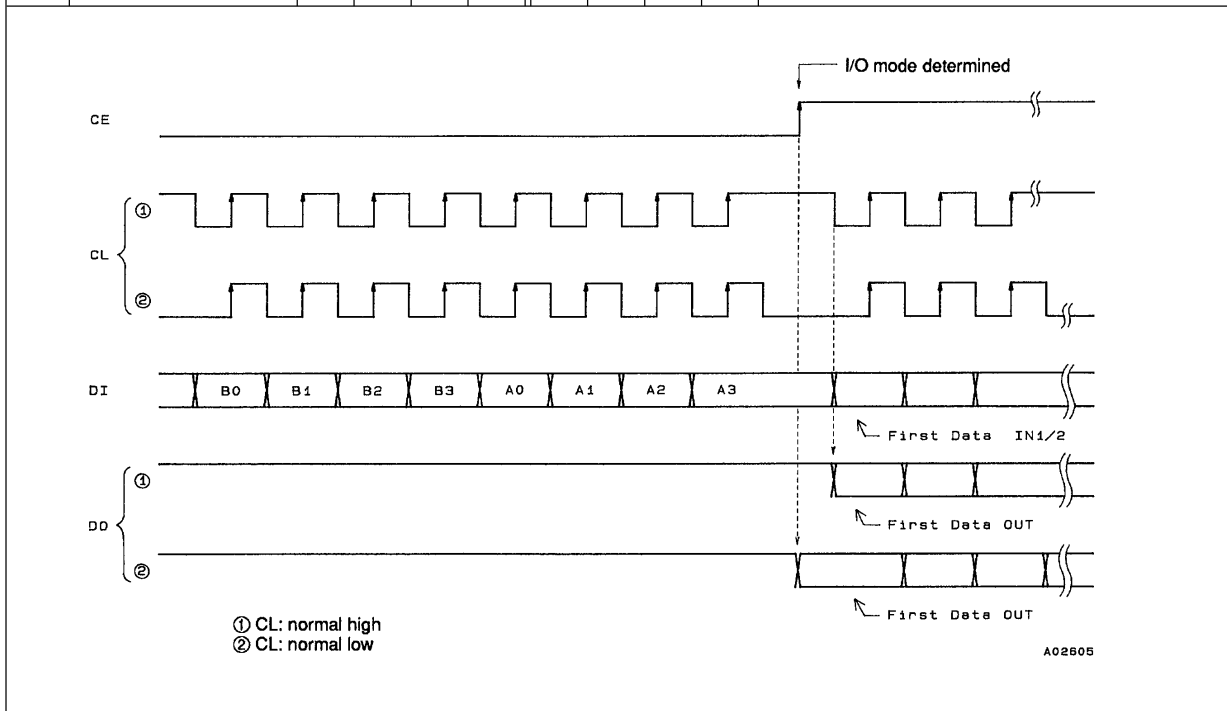 I/O mode determined
CE
CL
①
②
DI B0 B1 B2 B3 A0 A1 A2 A3
First Data IN1/2
DO
①
First Data OUT
②
First Data OUT
① CL: normal high
② CL: normal low
A02605